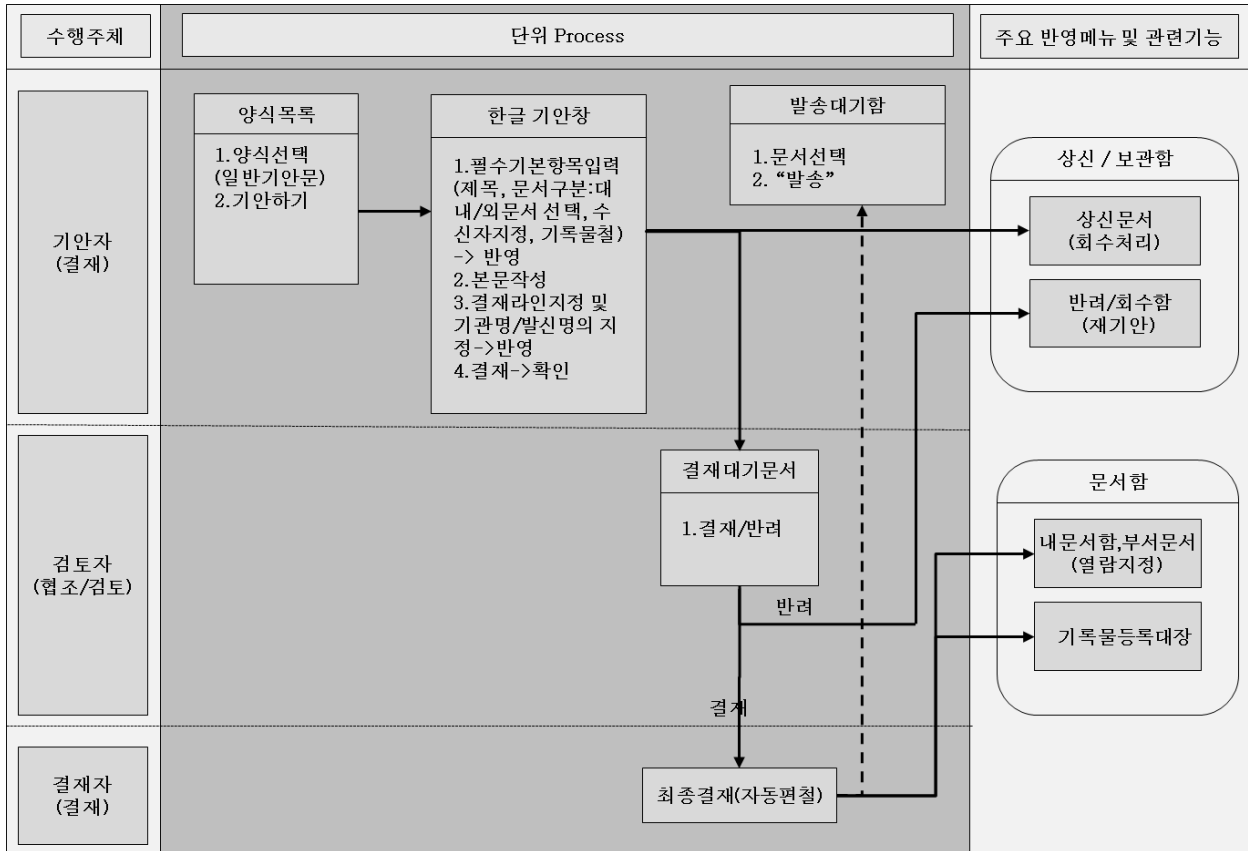 수행주체
단위 Process
주요 반영메뉴 및 관련기능
기안자
(결재)
양식목록
1.양식선택
(일반기안문)
2.기안하기
한글 기안창
1.필수기본항목입력
(제목, 문서구분:대
내/외문서 선택, 수
신자지정, 기록물철)
-> 반영
2.본문작성
3.결재라인지정 및
기관명/발신명의 지
정->반영
4.결재->확인
발송대기함
1.문서선택
2. “발송”
상신 / 보관함
상신문서
(회수처리)
반려/회수함
(재기안)
검토자
(협조/검토)
결재대기문서
1.결재/반려
반려
결재
문서함
내문서함,부서문서
(열람지정)
기록물등록대장
결재자
(결재)
최종결재(자동편철)